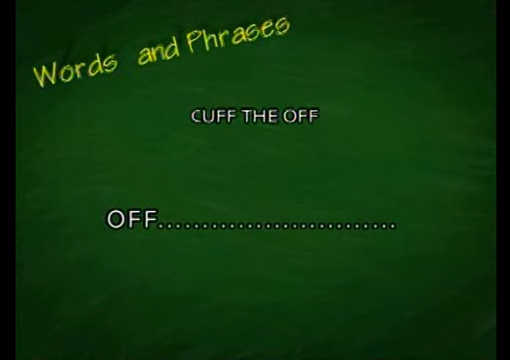 Words and Phrases
CUFF THE OFF
OFF...........................